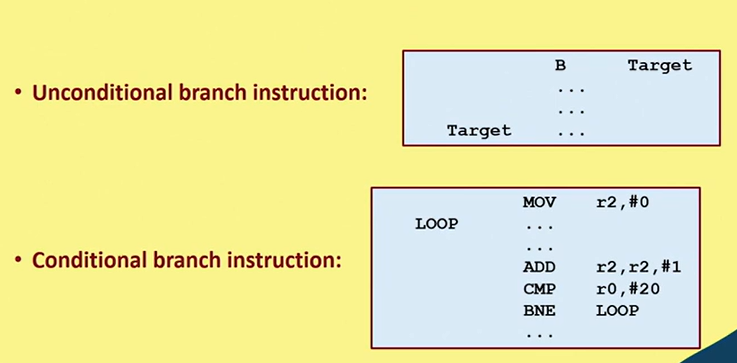 • Unconditional branch instruction:
B Target
...
...
Target ...
• Conditional branch instruction:
MOV r2,#0
LOOP ...
...
ADD r2,r2,#1
CMP r0,#20
BNE LOOP
...